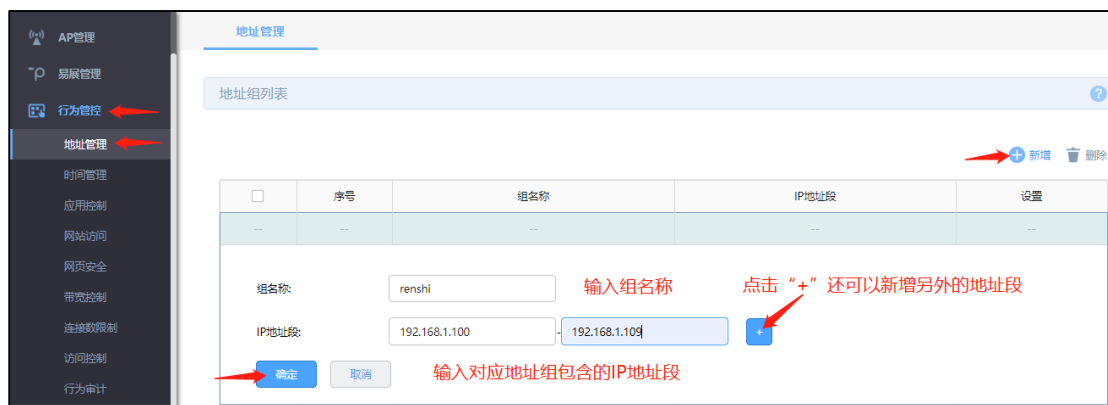 AP管理
易展管理
行为管控
地址管理
时间管理
应用控制
网站访问
网页安全
带宽控制
连接数限制
访问控制
行为审计
地址管理
地址组列表
?
新增 删除
序号 组名称 IP地址段 设置
-- -- -- -- --
组名称: renshi 输入组名称 点击“+”还可以新增另外的地址段
IP地址段: 192.168.1.100 - 192.168.1.109 +
确定 取消 输入对应地址组包含的IP地址段